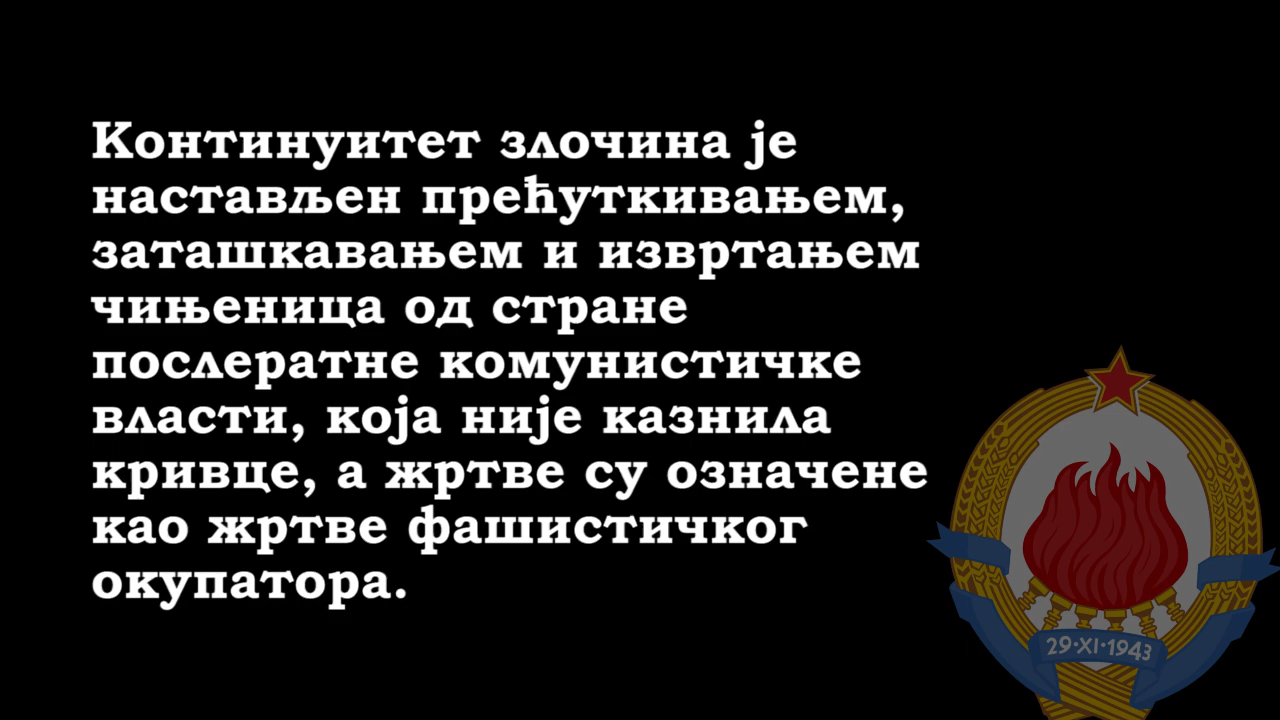 Континуитет злочина је
настављен прећуткивањем,
заташкавањем и извртањем
чињеница од стране
послератне комунистичке
власти, која није казнила
кривце, а жртве су означене
као жртве фашистичког
окупатора.
29·XI·1943